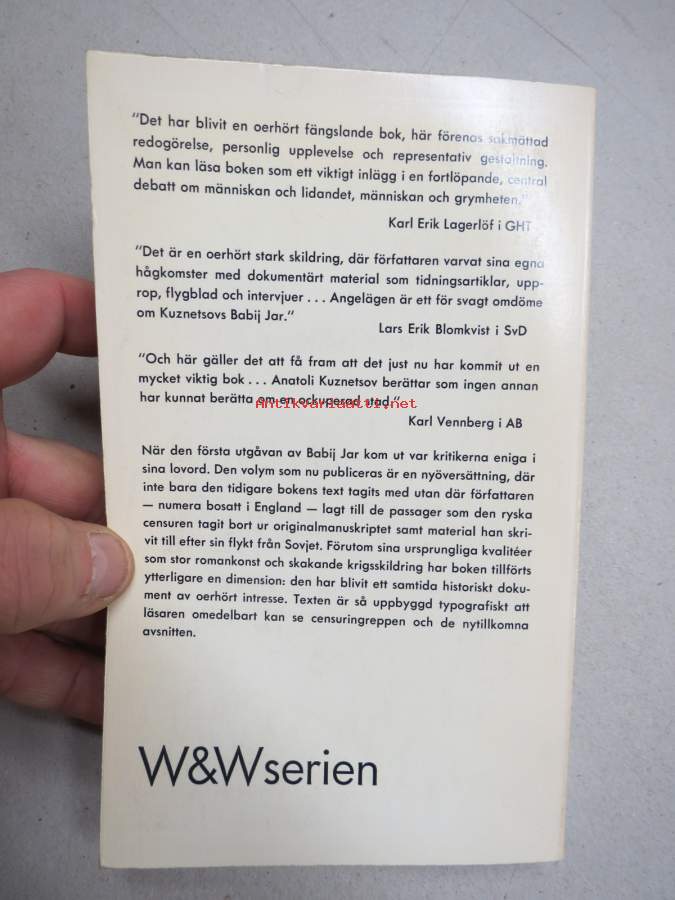 "Det har blivit en oerhört fängslande bok, här förenas sakmättad
redogörelse, personlig upplevelse och representativ gestaltning.
Man kan läsa boken som ett viktigt inlägg i en fortlöpande, central
debatt om människan och lidandet, människan och grymheten."
Karl Erik Lagerlöf i GHT
"Det är en oerhört stark skildring, där författaren varvat sina egna
hågkomster med dokumentärt material som tidningsartiklar, upp-
rop, flygblad och intervjuer . . . Angelägen är ett för svagt omdöme
om Kuznetsovs Babij Jar."
Lars Erik Blomkvist i SvD
"Och här gäller det att få fram att det just nu har kommit ut en
mycket viktig bok . . . Anatoli Kuznetsov berättar som ingen annan
har kunnat berätta om en ockuperad stad."
Antikvariaatti.net
Karl Vennberg i AB
När den första utgåvan av Babij Jar kom ut var kritikerna eniga i
sina lovord. Den volym som nu publiceras är en nyöversättning, där
inte bara den tidigare bokens text tagits med utan där författaren
— numera bosatt i England — lagt till de passager som den ryska
censuren tagit bort ur originalmanuskriptet samt material han skri-
vit till efter sin flykt från Sovjet. Förutom sina ursprungliga kvalitéer
som stor romankonst och skakande krigsskildring har boken tillförts
ytterligare en dimension: den har blivit ett samtida historiskt doku-
ment av oerhört intresse. Texten är så uppbyggd typografiskt att
läsaren omedelbart kan se censuringreppen och de nytillkomna
avsnitten.
W&Wserien